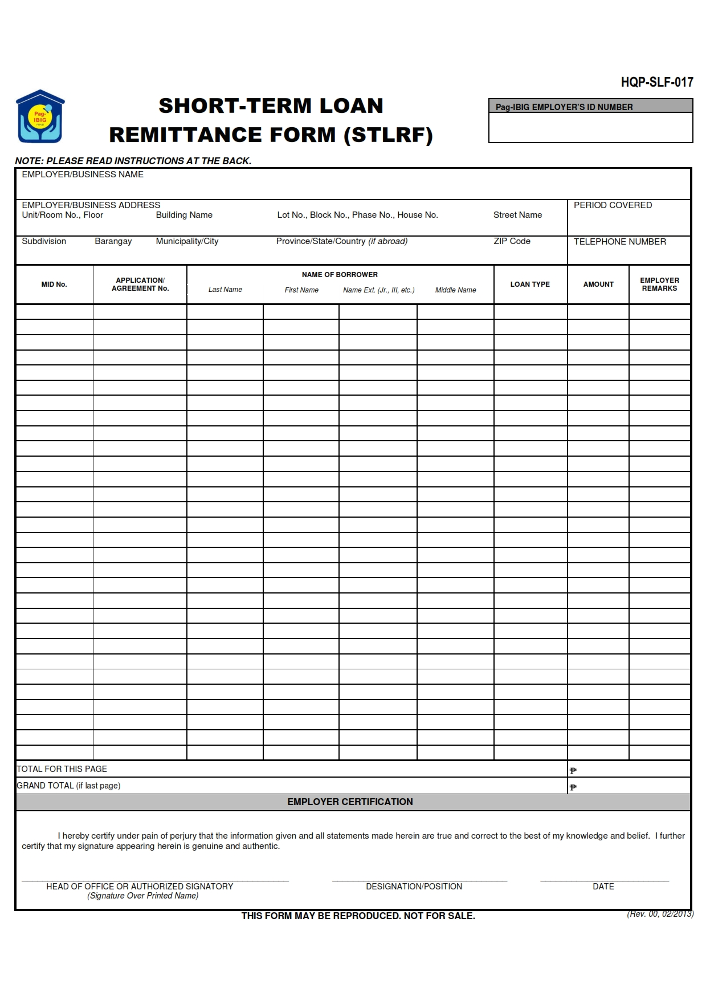 HQP-SLF-017
Pag-IBIG
FUND
SHORT-TERM LOAN
REMITTANCE FORM (STLRF)
Pag-IBIG EMPLOYER'S ID NUMBER
NOTE: PLEASE READ INSTRUCTIONS AT THE BACK.
EMPLOYER/BUSINESS NAME
EMPLOYER/BUSINESS ADDRESS PERIOD COVERED
Unit/Room No., Floor Building Name Lot No., Block No., Phase No., House No. Street Name
Subdivision Barangay Municipality/City Province/State/Country (if abroad) ZIP Code TELEPHONE NUMBER
MID No.
APPLICATION/
AGREEMENT No.
NAME OF BORROWER
Last Name First Name Name Ext. (Jr., III, etc.) Middle Name
LOAN TYPE
AMOUNT
EMPLOYER
REMARKS
TOTAL FOR THIS PAGE ₱
GRAND TOTAL (if last page) ₱
EMPLOYER CERTIFICATION
I hereby certify under pain of perjury that the information given and all statements made herein are true and correct to the best of my knowledge and belief. I further
certify that my signature appearing herein is genuine and authentic.
HEAD OF OFFICE OR AUTHORIZED SIGNATORY DESIGNATION/POSITION DATE
(Signature Over Printed Name)
THIS FORM MAY BE REPRODUCED. NOT FOR SALE.
(Rev. 00, 02/2013)